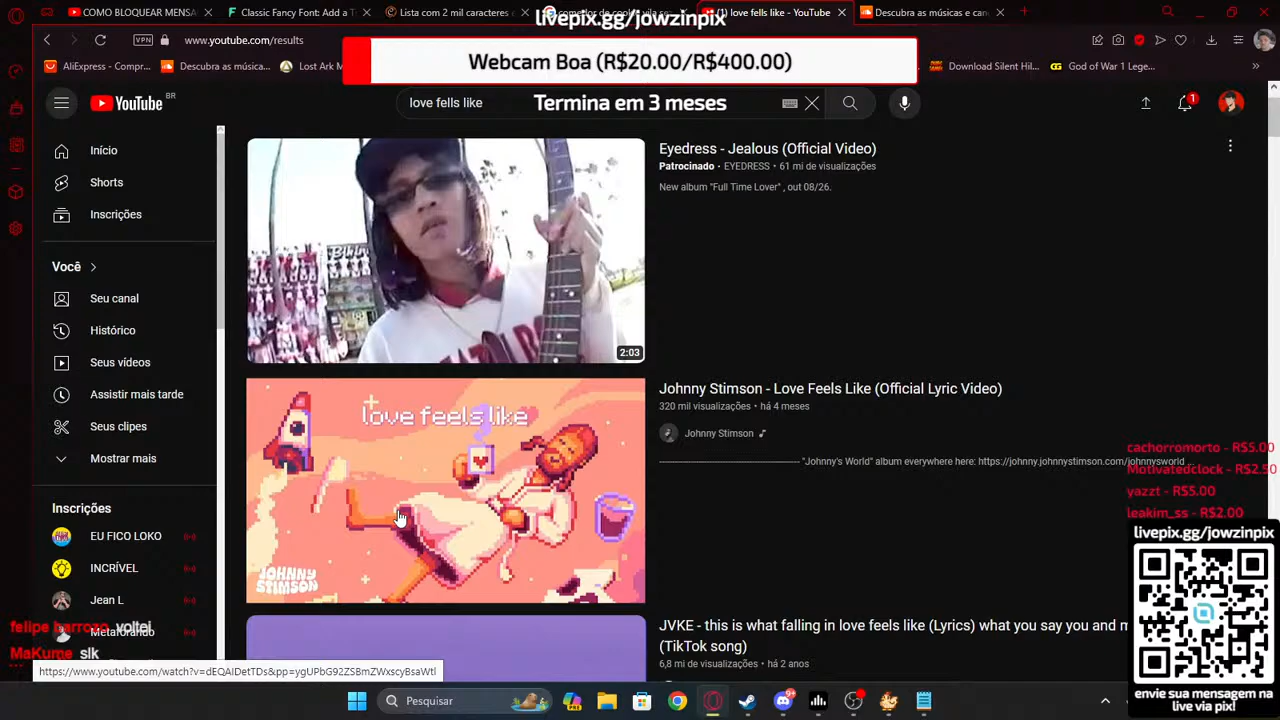 COMO BLOQUEAR MENSA
Classic Fancy Font: Add a T
Lista com 2 mil caracteres
(1) love fells like - YouTube
Descubra as músicas e can
livepix.gg/jowzinpix
VPN
www.youtube.com/results
AliExpress - Compr...
Descubra as música...
Lost Ark M
Webcam Boa (R$20.00/R$400.00)
Download Silent Hil...
God of War 1 Lege...
YouTube
BR
love fells like
Termina em 3 meses
1
Início
Shorts
Inscrições
Você
Seu canal
Histórico
Seus vídeos
Assistir mais tarde
Seus clipes
Mostrar mais
Inscrições
EU FICO LOKO
INCRÍVEL
Jean L
Metaforando
2:03
Eyedress - Jealous (Official Video)
Patrocinado • EYEDRESS • 61 mi de visualizações
New album "Full Time Lover" , out 08/26.
love feels like
JOHNNY
STIMSON
Johnny Stimson - Love Feels Like (Official Lyric Video)
320 mil visualizações • há 4 meses
Johnny Stimson
"Johnny's World" album everywhere here: https://johnny.johnnystimson.com/johnnysworld
JVKE - this is what falling in love feels like (Lyrics) what you say you and m
(TikTok song)
6,8 mi de visualizações • há 2 anos
cachorromorto - R$5.00
Motivatedclock - R$2.50
yazzt - R$5.00
leakim_ss - R$2.00
livepix.gg/jowzinpix
envie sua mensagem na
live via pix!
felipe barroso voltei
MaKume slk
https://www.youtube.com/watch?v=dEQAIDetTDs&pp=ygUPbG92ZSBmZWxscyBsaWtl
Pesquisar